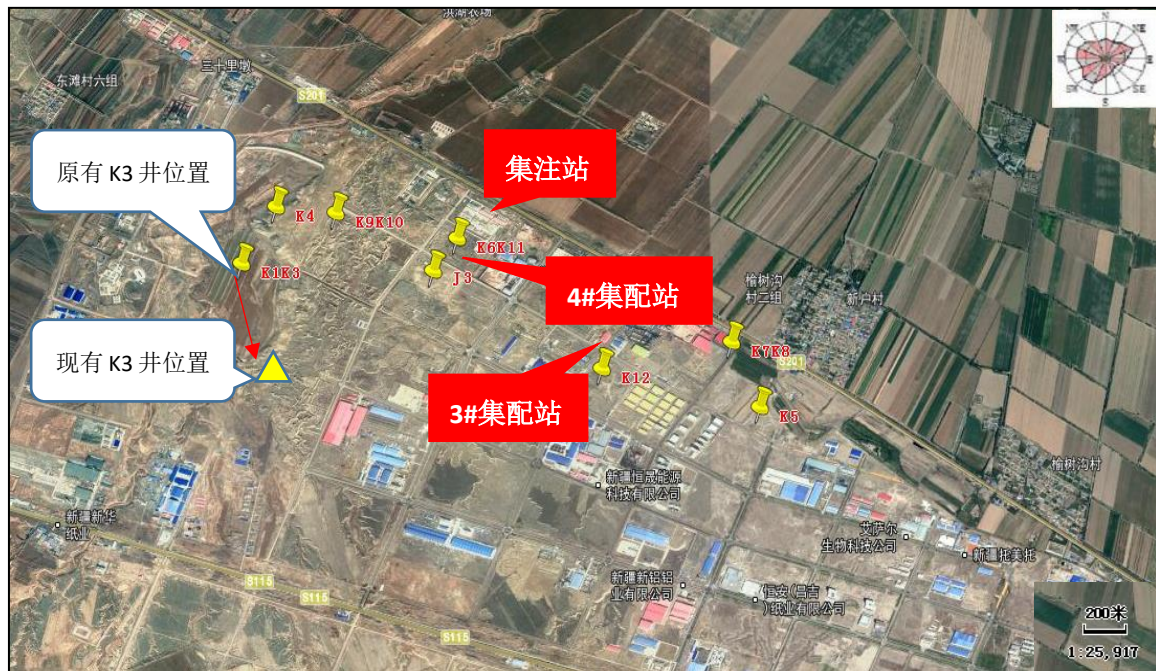 洪湖农场
三十里墩
东滩村六组
S201
N
NE
E
SE
S
SW
W
NW
原有 K3 井位置
集注站
K4
K9K10
K6K11
K1K3
J3
4#集配站
榆树沟
村二组
新户村
现有 K3 井位置
K7K8
S201
K12
3#集配站
K5
榆树沟村
新疆恒晟能源
科技有限公司
新疆新华
纸业
艾萨尔
生物科技公司
新疆托美托
S115
S115
新疆新铝铝
业有限公司
恒安(昌吉
)纸业有限公司
S115
200米
1:25,917